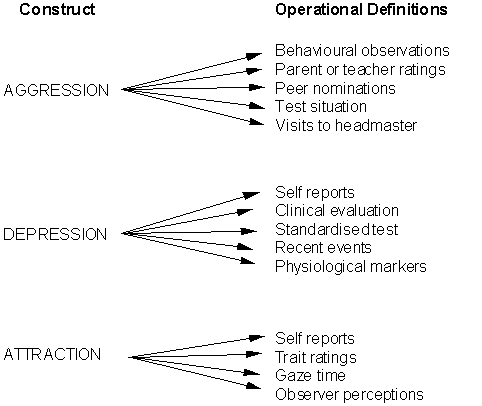 Construct Operational Definitions
Behavioural observations
Parent or teacher ratings
AGGRESSION Peer nominations
Test situation
Visits to headmaster
Self reports
Clinical evaluation
DEPRESSION Standardised test
Recent events
Physiological markers
Self reports
ATTRACTION Trait ratings
Gaze time
Observer perceptions